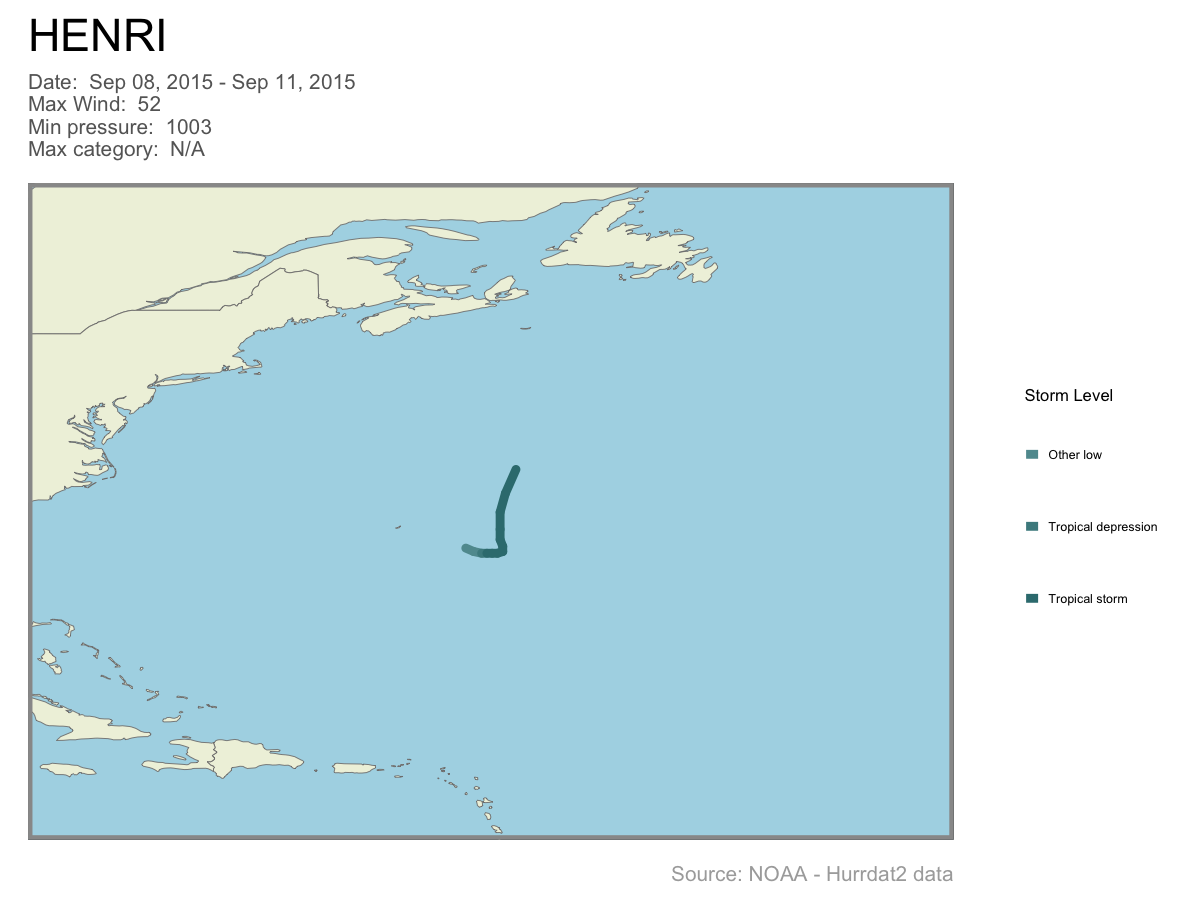 HENRI
Date:  Sep 08, 2015 - Sep 11, 2015
Max Wind:  52
Min pressure:  1003
Max category:  N/A
Storm Level
Other low
Tropical depression
Tropical storm
Source: NOAA - Hurrdat2 data